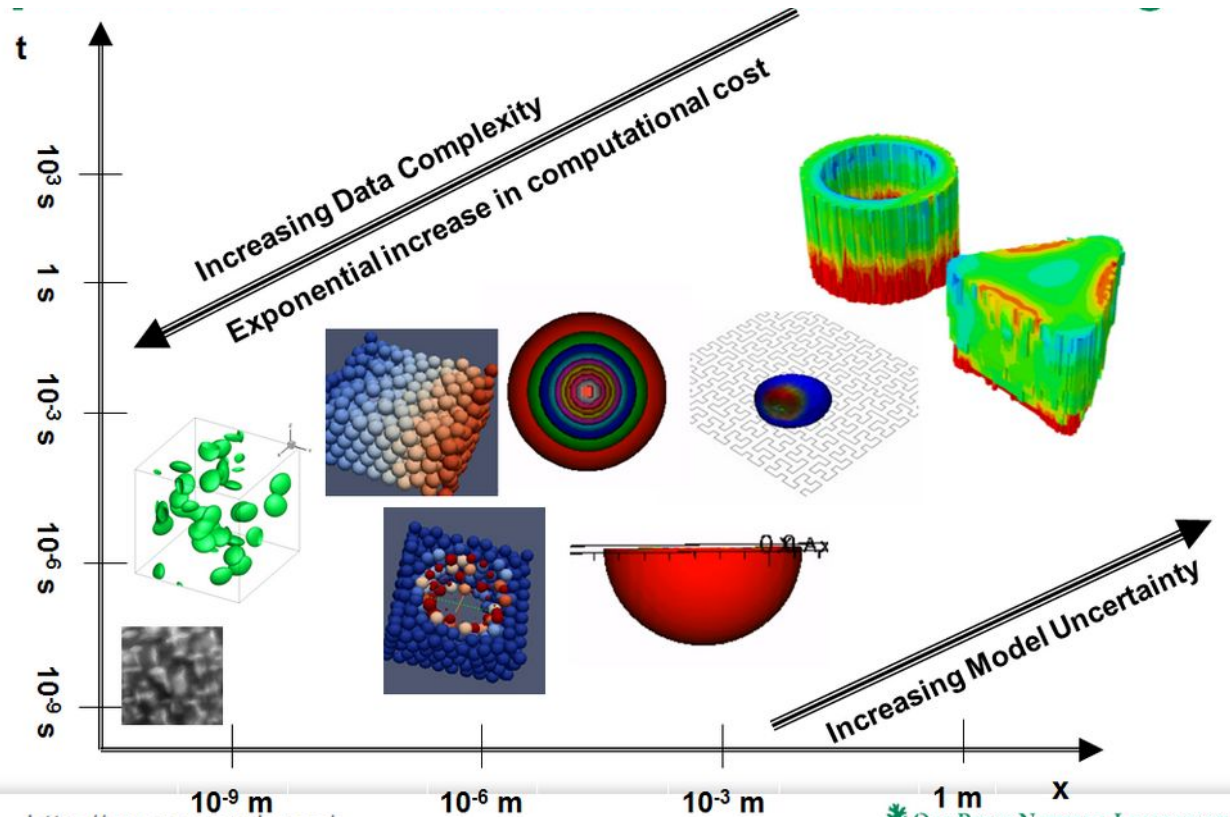 t
Increasing Data Complexity
Exponential increase in computational cost
10³ s
1 s
10⁻³ s
10⁻⁶ s
10⁻⁹ s
Increasing Model Uncertainty
10⁻⁹ m
10⁻⁶ m
10⁻³ m
1 m
x